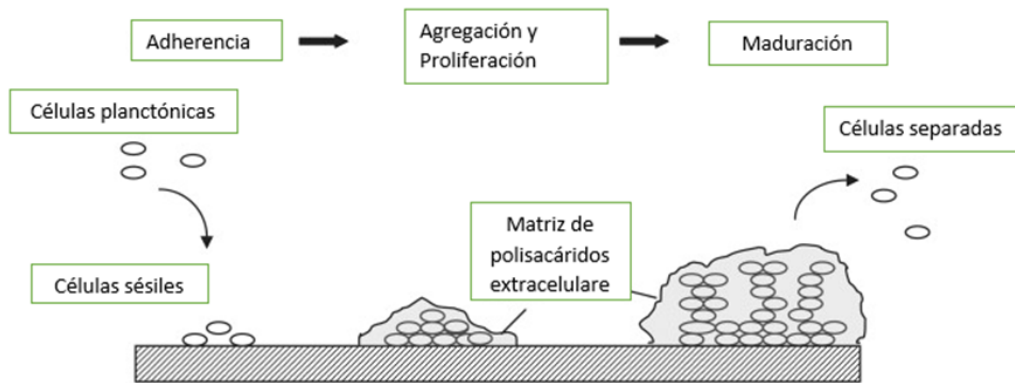 Adherencia
Agregación y
Proliferación
Maduración
Células planctónicas
Células separadas
Matriz de
polisacáridos
extracelulare
Células sésiles